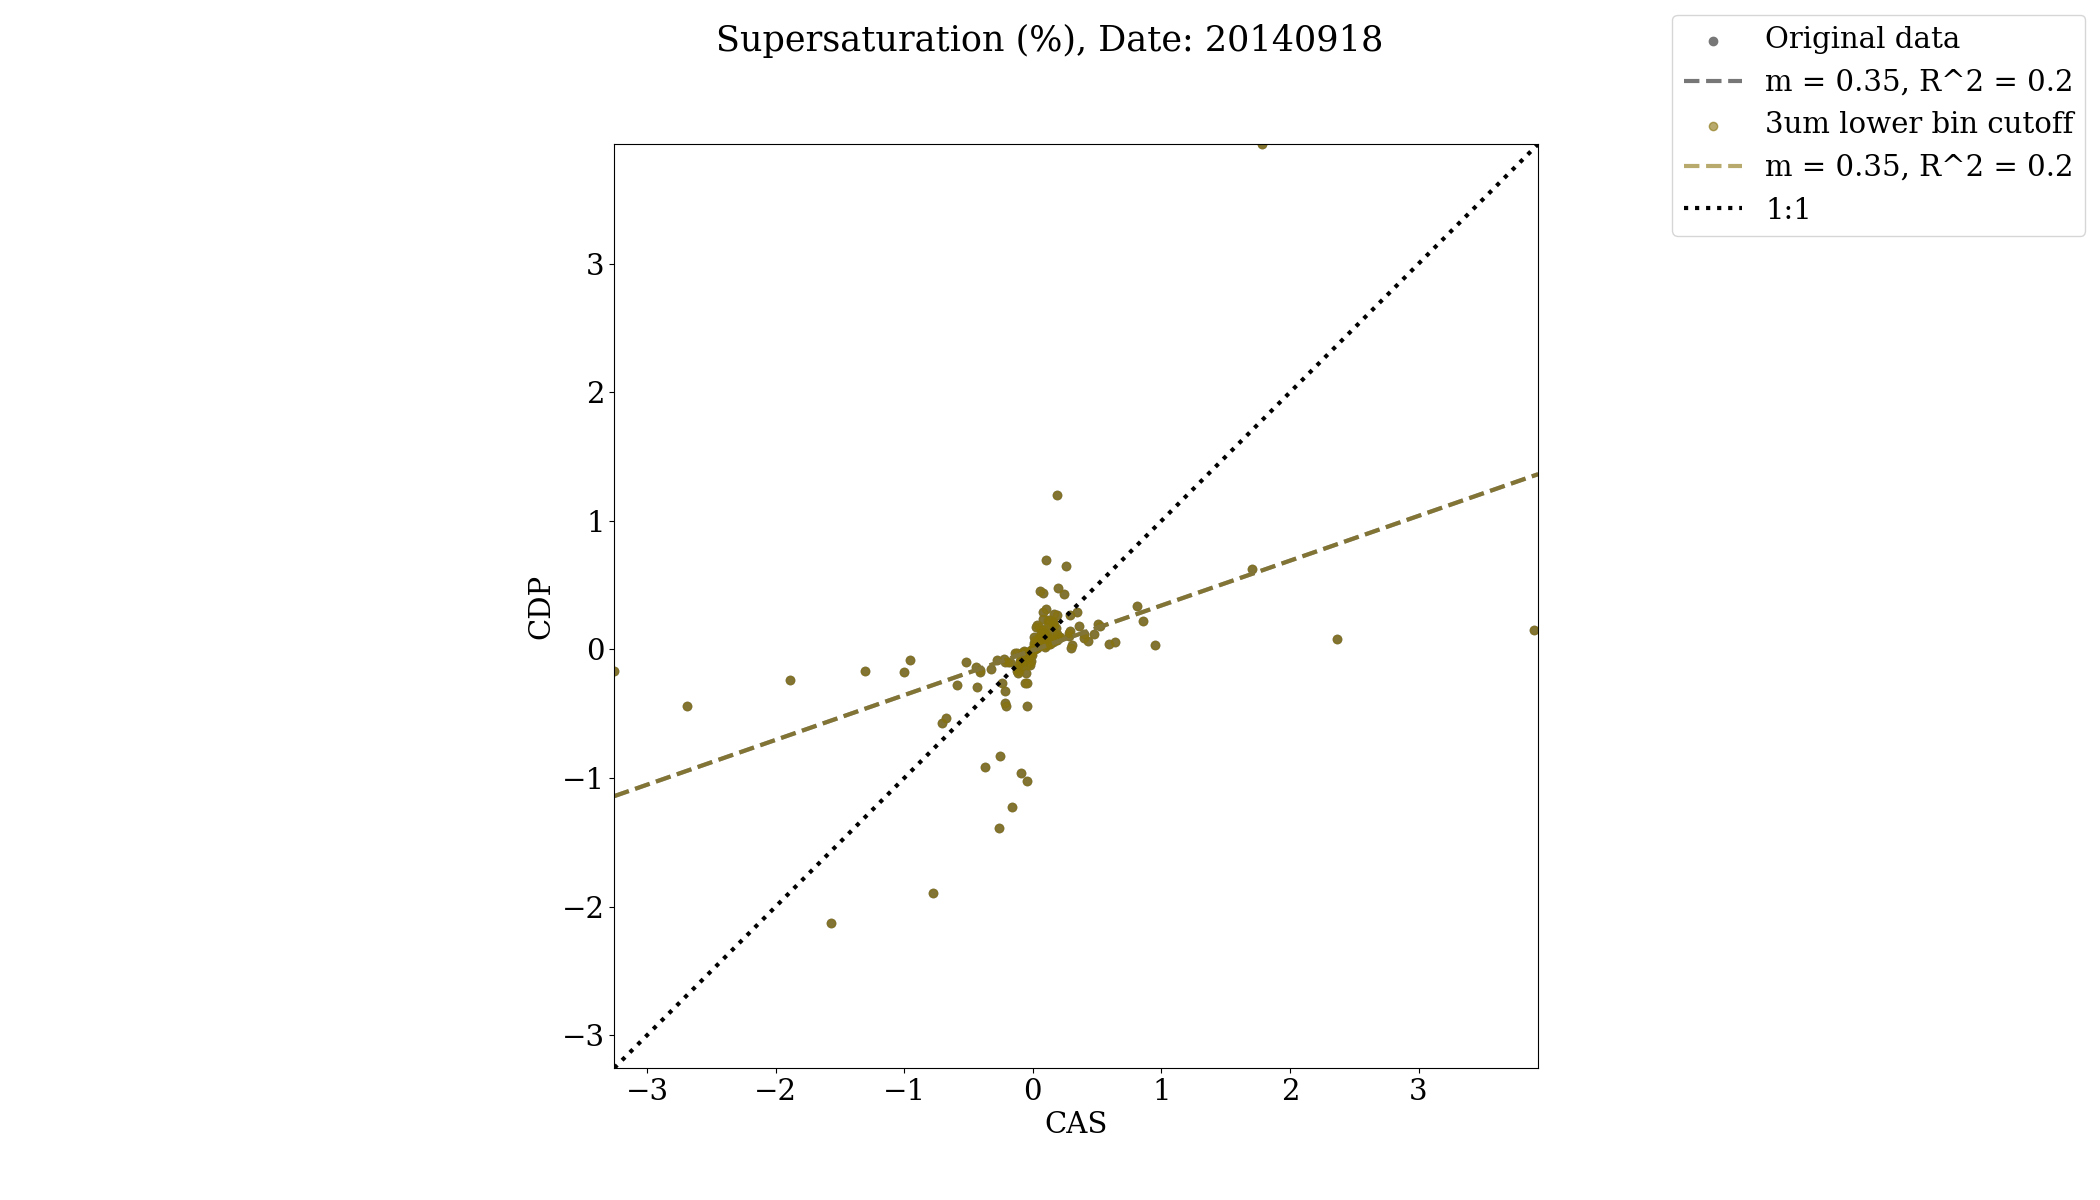 Supersaturation (%), Date: 20140918
Original data
m = 0.35, R^2 = 0.2
3um lower bin cutoff
m = 0.35, R^2 = 0.2
1:1
3
2
1
0
−1
−2
−3
CDP
−3 −2 −1 0 1 2 3
CAS